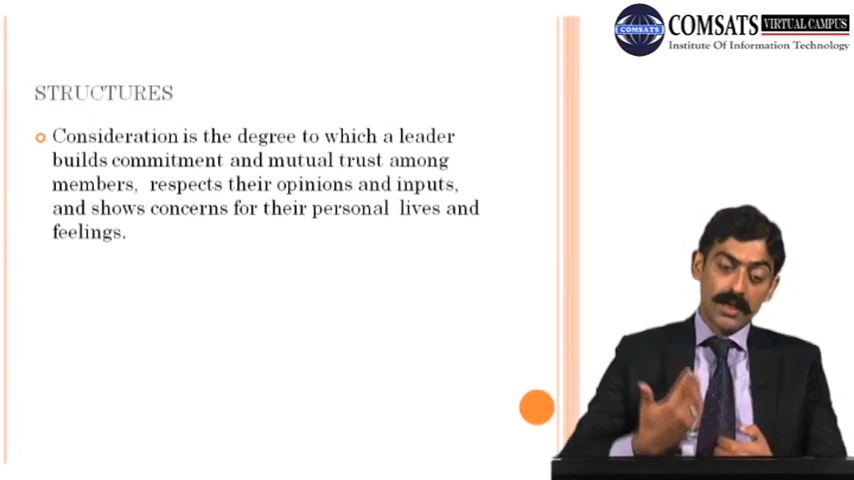 COMSATS VIRTUAL CAMPUS
COMSATS
Institute Of Information Technology
STRUCTURES
Consideration is the degree to which a leader
builds commitment and mutual trust among
members, respects their opinions and inputs,
and shows concerns for their personal lives and
feelings.